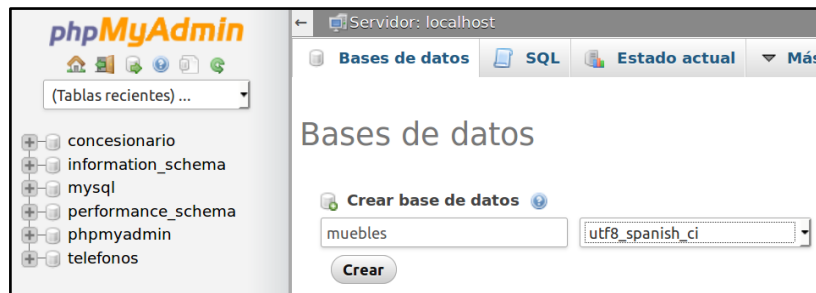 phpMyAdmin
(Tablas recientes) ...
concesionario
information_schema
mysql
performance_schema
phpmyadmin
telefonos
Servidor: localhost
Bases de datos SQL Estado actual Más
Bases de datos
Crear base de datos
muebles utf8_spanish_ci
Crear